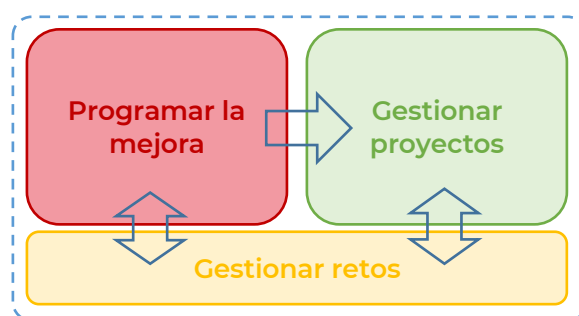 Programar la
mejora
Gestionar
proyectos
Gestionar retos